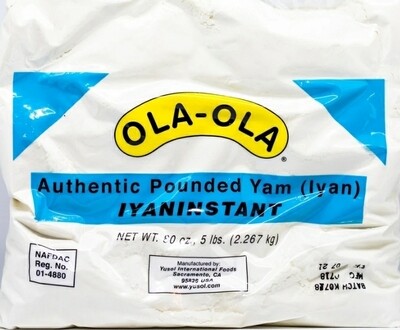 OLA-OLA
®
Authentic Pounded Yam (Iyan)
IYANINSTANT
NET WT. 80 oz., 5 lbs. (2.267 kg)
NAFDAC
Reg. No.
01-4880
Manufactured by:
Yusol International Foods
Sacramento, CA
95826 USA
www.yusol.com
BATCH